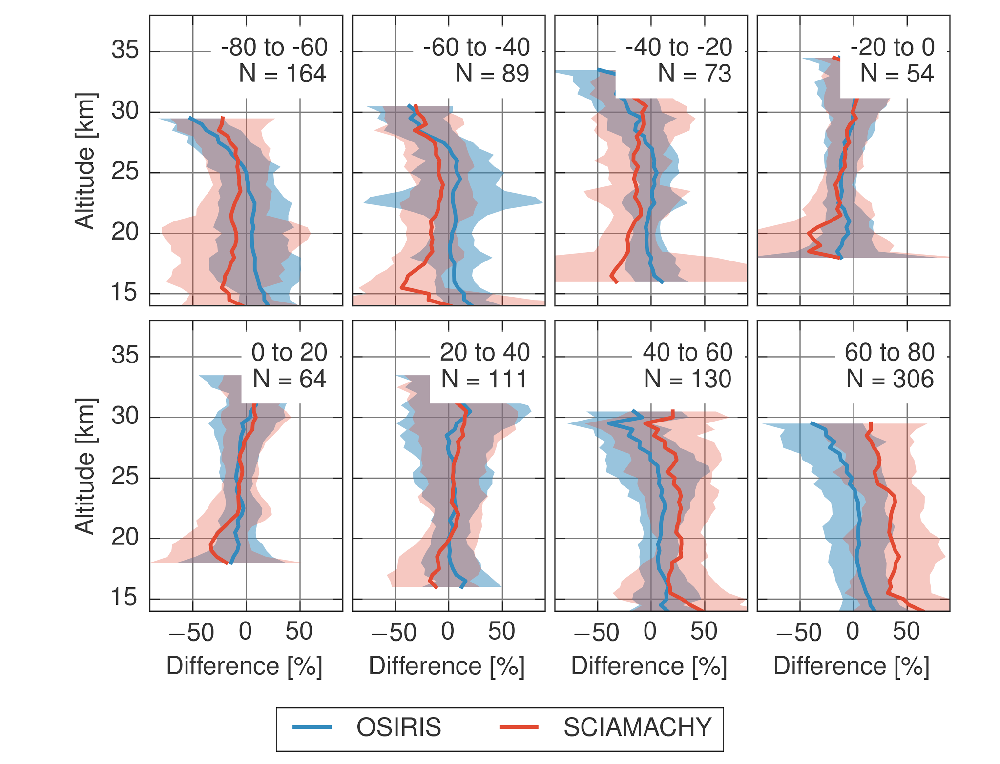 -80 to -60
N = 164
-60 to -40
N = 89
-40 to -20
N = 73
-20 to 0
N = 54
35
30
25
20
15
Altitude [km]
0 to 20
N = 64
20 to 40
N = 111
40 to 60
N = 130
60 to 80
N = 306
35
30
25
20
15
Altitude [km]
−50 0 50
−50 0 50
−50 0 50
−50 0 50
Difference [%]
Difference [%]
Difference [%]
Difference [%]
OSIRIS
SCIAMACHY